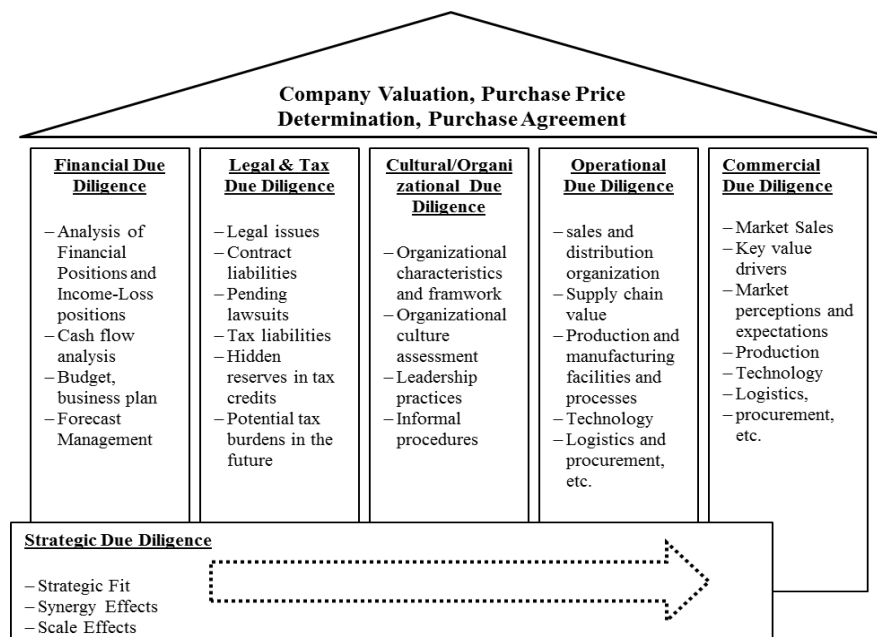 Company Valuation, Purchase Price
Determination, Purchase Agreement
Financial Due
Diligence
– Analysis of
Financial
Positions and
Income-Loss
positions
– Cash flow
analysis
– Budget,
business plan
– Forecast
Management
Legal & Tax
Due Diligence
– Legal issues
– Contract
liabilities
– Pending
lawsuits
– Tax liabilities
– Hidden
reserves in tax
credits
– Potential tax
burdens in the
future
Cultural/Organi
zational Due
Diligence
– Organizational
characteristics
and framwork
– Organizational
culture
assessment
– Leadership
practices
– Informal
procedures
Operational
Due Diligence
– sales and
distribution
organization
– Supply chain
value
– Production and
manufacturing
facilities and
processes
– Technology
– Logistics and
procurement,
etc.
Commercial
Due Diligence
– Market Sales
– Key value
drivers
– Market
perceptions and
expectations
– Production
– Technology
– Logistics,
– procurement,
etc.
Strategic Due Diligence
– Strategic Fit
– Synergy Effects
– Scale Effects